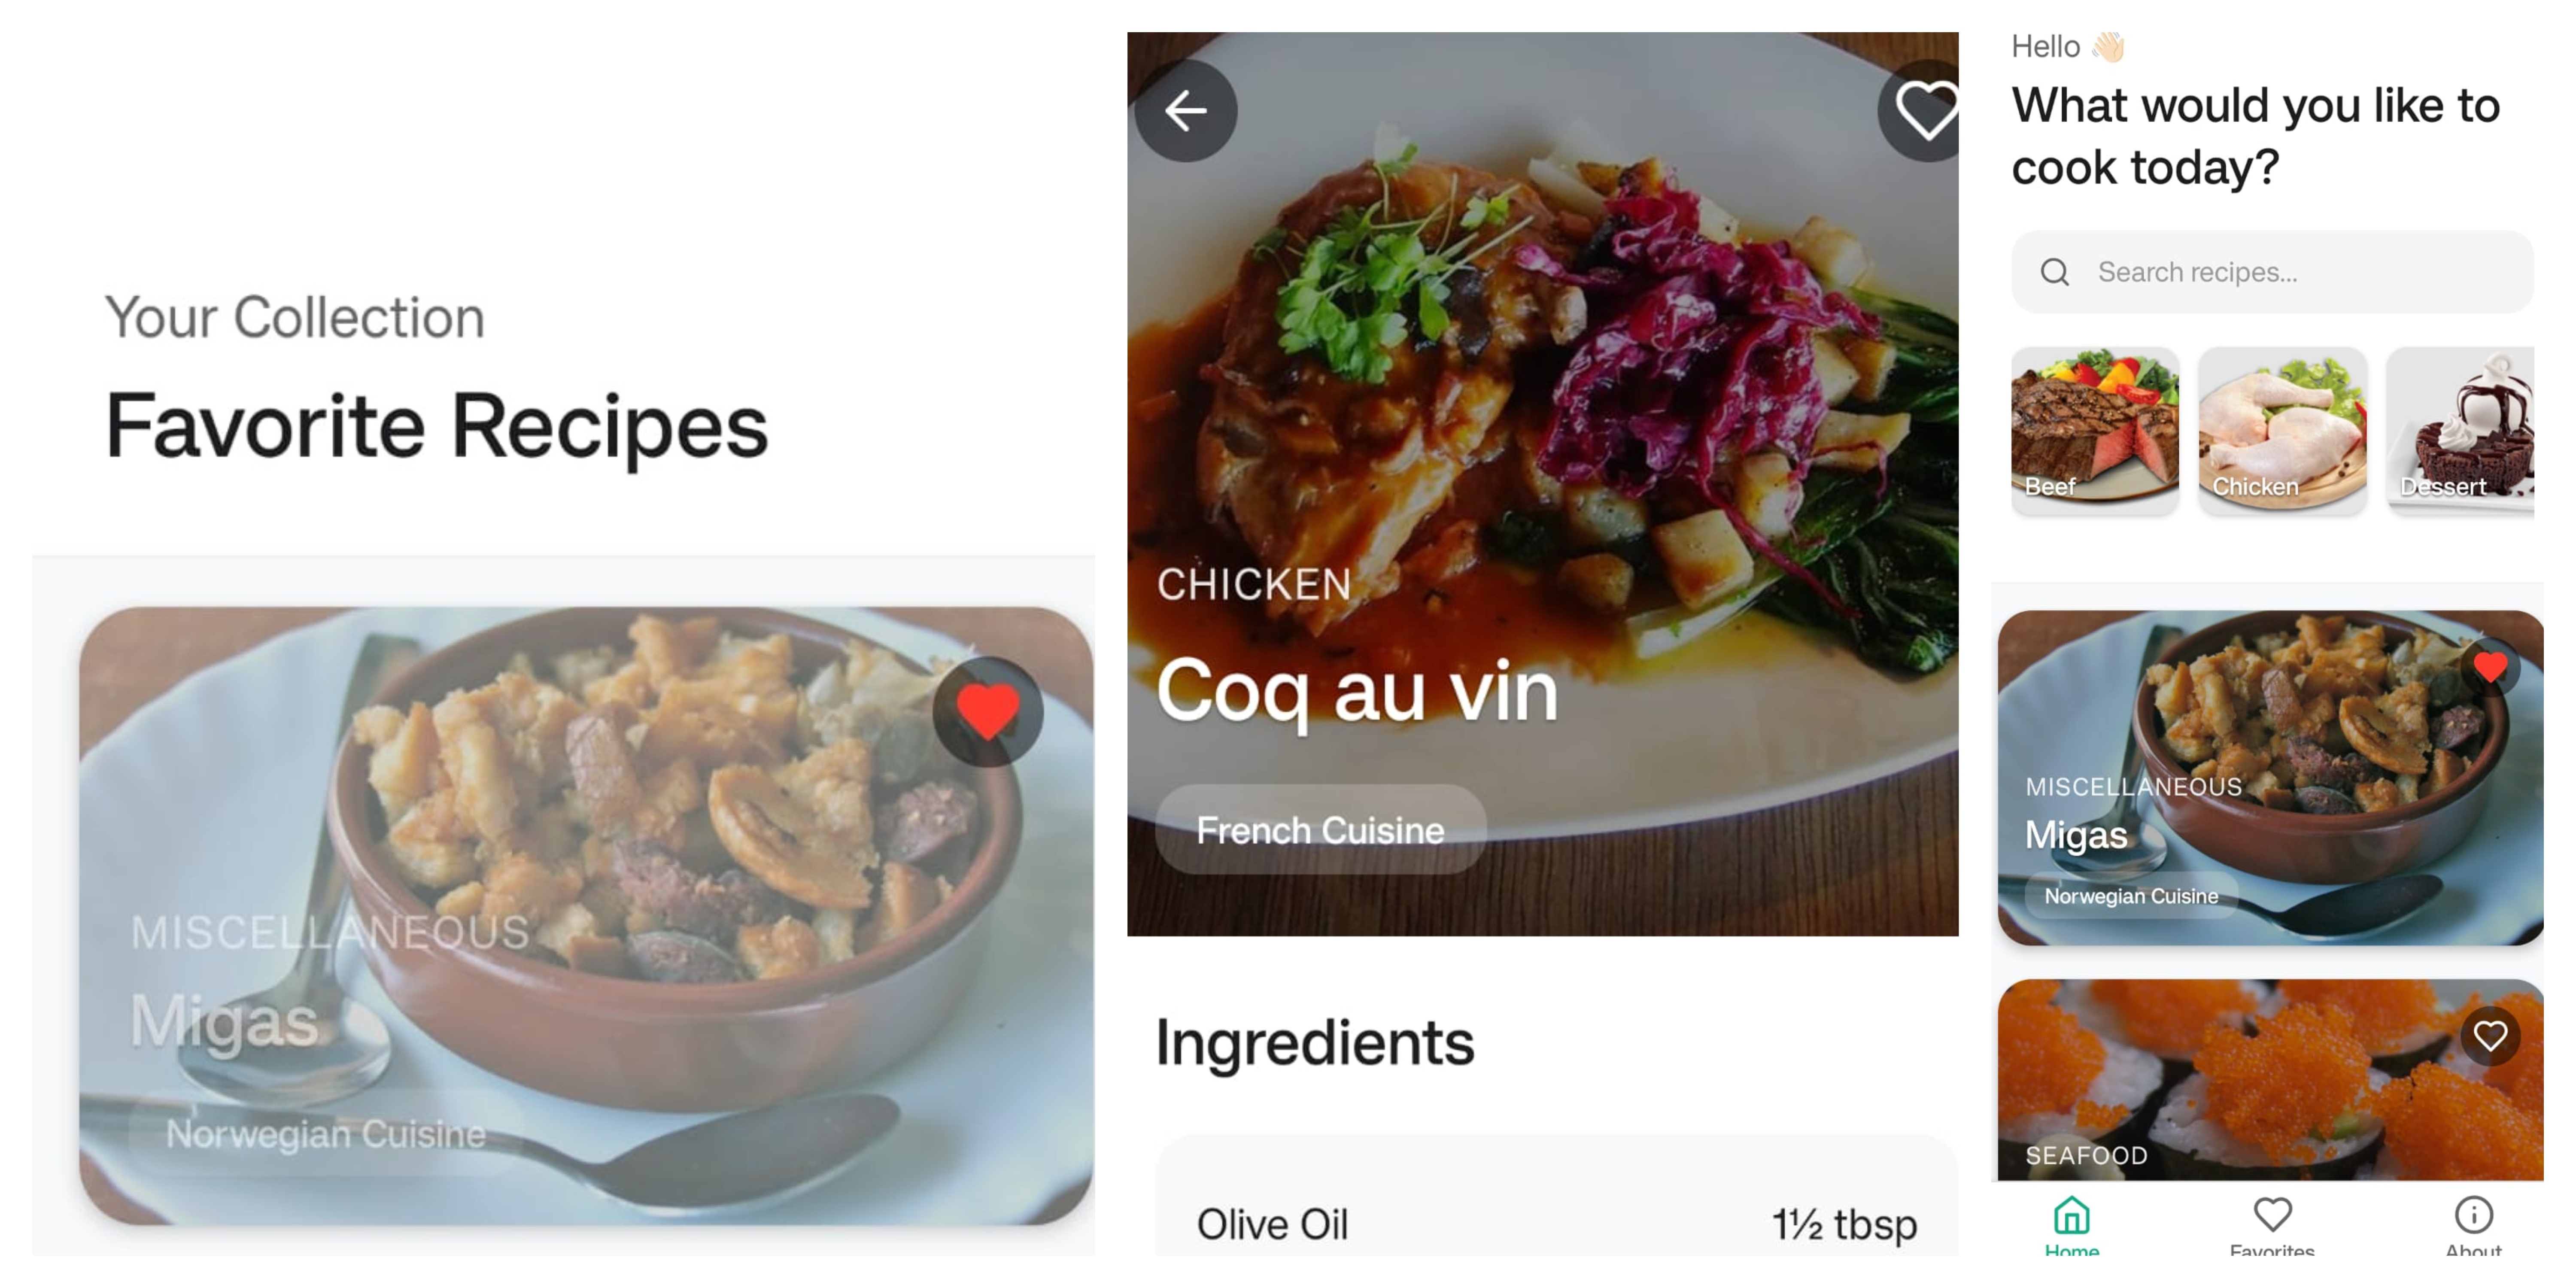 Your Collection
Favorite Recipes
MISCELLANEOUS
Migas
Norwegian Cuisine
CHICKEN
Coq au vin
French Cuisine
Ingredients
Olive Oil 1½ tbsp
Hello 👋🏻
What would you like to
cook today?
Search recipes...
Beef Chicken Dessert
MISCELLANEOUS
Migas
Norwegian Cuisine
SEAFOOD
Home Favorites About